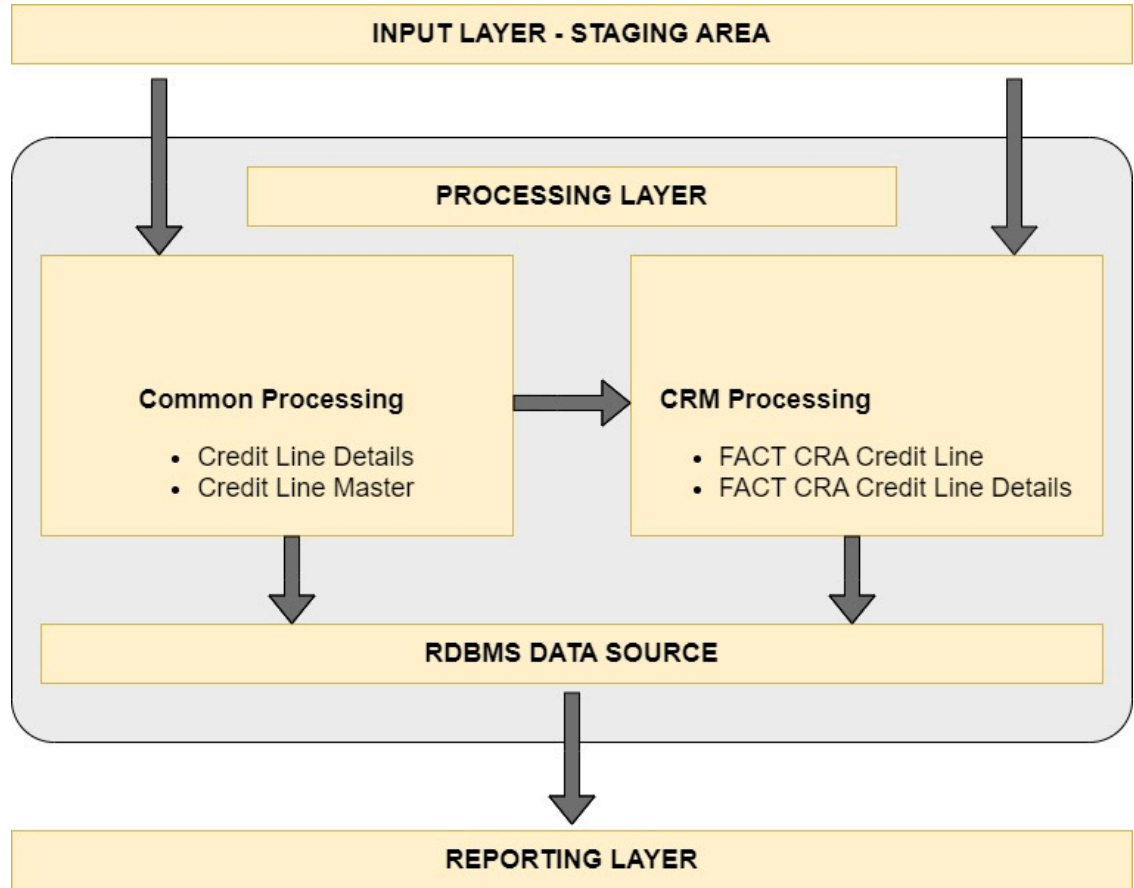 INPUT LAYER - STAGING AREA
PROCESSING LAYER
Common Processing
• Credit Line Details
• Credit Line Master
CRM Processing
• FACT CRA Credit Line
• FACT CRA Credit Line Details
RDBMS DATA SOURCE
REPORTING LAYER